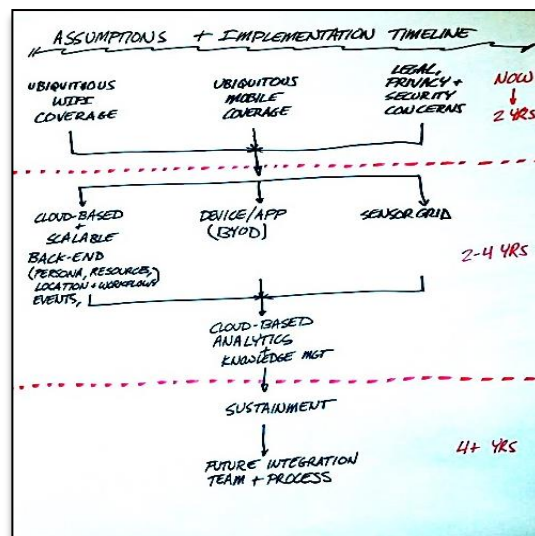 ASSUMPTIONS + IMPLEMENTATION TIMELINE
UBIQUITOUS
WIFI
COVERAGE
UBIQUITOUS
MOBILE
COVERAGE
LEGAL,
PRIVACY +
SECURITY
CONCERNS
NOW
2 YRS
CLOUD-BASED
+
SCALABLE
BACK-END
(PERSONA, RESOURCES,
LOCATION + WORKFLOWS
EVENTS,
DEVICE/APP
(BYOD)
SENSOR GRID
2-4 YRS
CLOUD-BASED
ANALYTICS
+
KNOWLEDGE MGT
SUSTAINMENT
FUTURE INTEGRATION
TEAM + PROCESS
4+ YRS